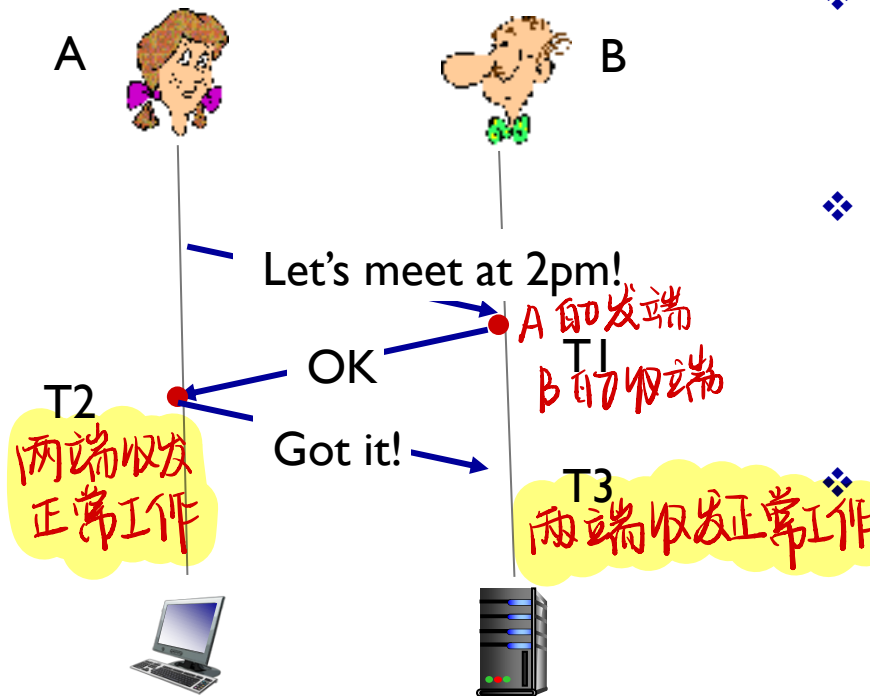 A
B
Let's meet at 2pm!
A的发端
T1
B的收端
OK
T2
两端收发
正常工作
Got it!
T3
两端收发正常工作